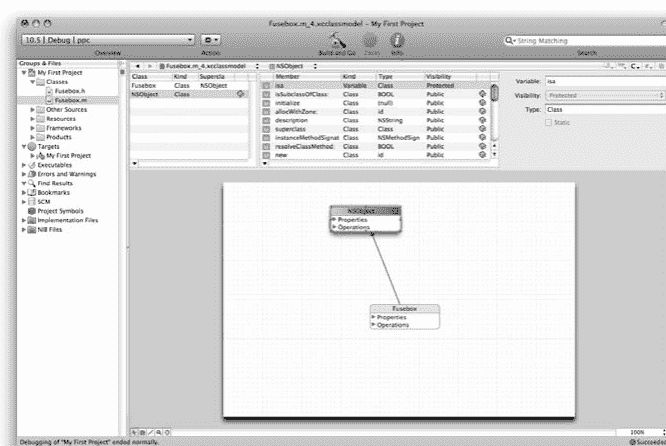 Fusebox.m_4.xcclassmodel – My First Project
10.5 | Debug | ppc
Overview
Action
Build and Go
Tasks
Info
String Matching
Search
Groups & Files
Fusebox.m_4.xcclassmodel
NSObject
My First Project
Classes
Fusebox.h
Fusebox.m
Other Sources
Resources
Frameworks
Products
Targets
My First Project
Executables
Errors and Warnings
Find Results
Bookmarks
SCM
Project Symbols
Implementation Files
NIB Files
Class Kind Supercla
Fusebox Class NSObject
NSObject Class
Member Kind Type Visibility
isa Variable Class Protected
isSubclassOfClass: Class BOOL Public
initialize Class (null) Public
allocWithZone: Class id Public
description Class NSString Public
superclass Class Class Public
instanceMethodSignat Class NSMethodSign Public
resolveClassMethod: Class BOOL Public
new Class id Public
Variable: isa
Visibility: Protected
Type: Class
Static
NSObject
Properties
Operations
Fusebox
Properties
Operations
100%
Debugging of "My First Project" ended normally.
Succeeded